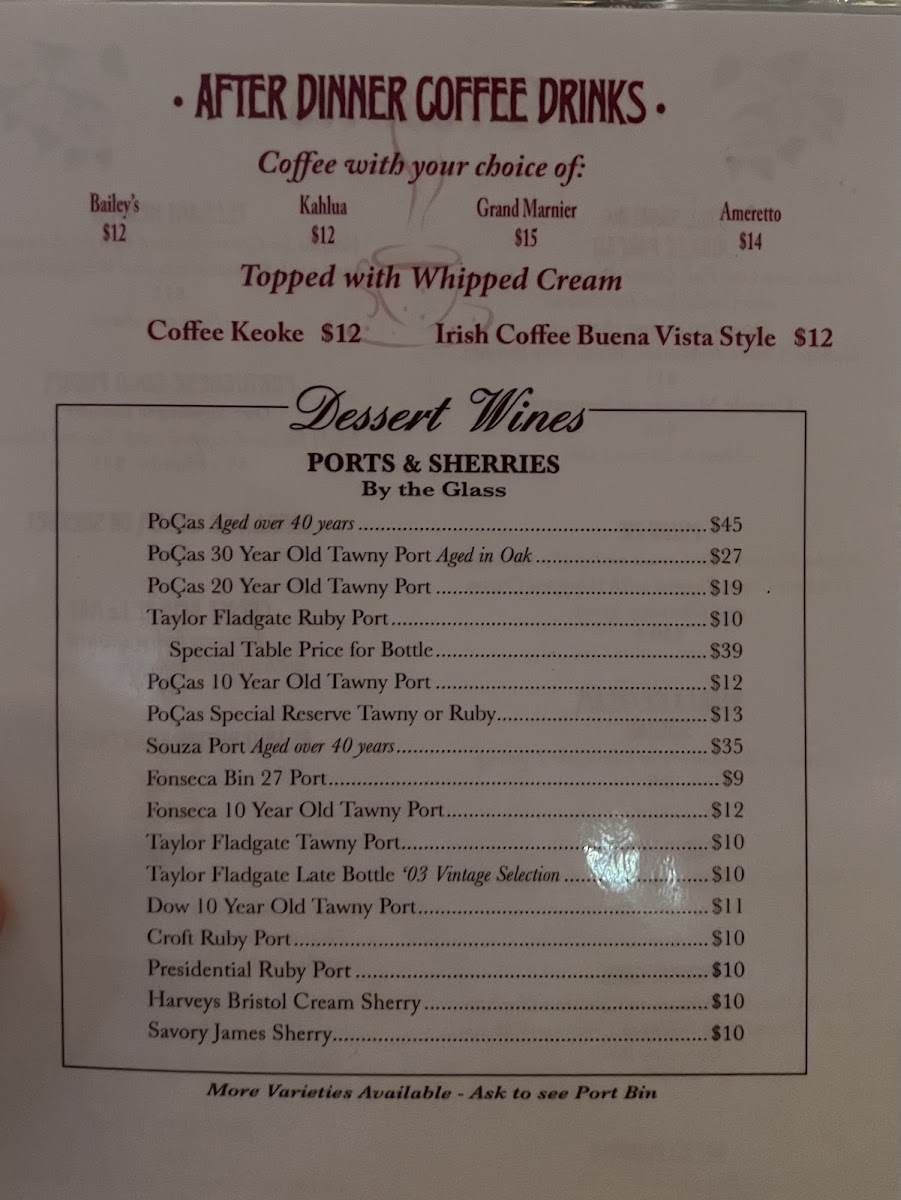 · AFTER DINNER COFFEE DRINKS ·
Coffee with your choice of:
Bailey's Kahlua Grand Marnier Ameretto
$12 $12 $15 $14
Topped with Whipped Cream
Coffee Keoke $12 Irish Coffee Buena Vista Style $12
Dessert Wines
PORTS & SHERRIES
By the Glass
PoÇas Aged over 40 years ........ $45
PoÇas 30 Year Old Tawny Port Aged in Oak ........ $27
PoÇas 20 Year Old Tawny Port ........ $19
Taylor Fladgate Ruby Port ........ $10
Special Table Price for Bottle ........ $39
PoÇas 10 Year Old Tawny Port ........ $12
PoÇas Special Reserve Tawny or Ruby ........ $13
Souza Port Aged over 40 years ........ $35
Fonseca Bin 27 Port ........ $9
Fonseca 10 Year Old Tawny Port ........ $12
Taylor Fladgate Tawny Port ........ $10
Taylor Fladgate Late Bottle '03 Vintage Selection ........ $10
Dow 10 Year Old Tawny Port ........ $11
Croft Ruby Port ........ $10
Presidential Ruby Port ........ $10
Harveys Bristol Cream Sherry ........ $10
Savory James Sherry ........ $10
More Varieties Available - Ask to see Port Bin